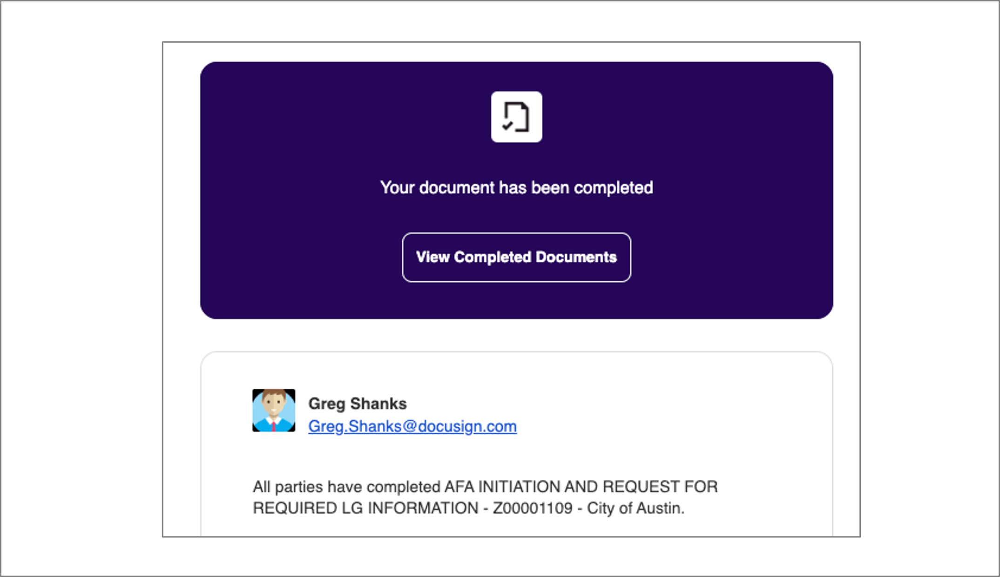 Your document has been completed
View Completed Documents
Greg Shanks
Greg.Shanks@docusign.com
All parties have completed AFA INITIATION AND REQUEST FOR
REQUIRED LG INFORMATION - Z00001109 - City of Austin.